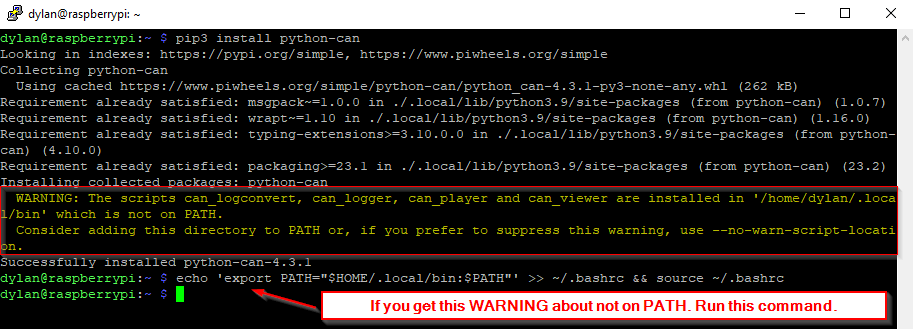 dylan@raspberrypi: ~
dylan@raspberrypi:~ $ pip3 install python-can
Looking in indexes: https://pypi.org/simple, https://www.piwheels.org/simple
Collecting python-can
  Using cached https://www.piwheels.org/simple/python-can/python_can-4.3.1-py3-none-any.whl (262 kB)
Requirement already satisfied: msgpack~=1.0.0 in ./.local/lib/python3.9/site-packages (from python-can) (1.0.7)
Requirement already satisfied: wrapt~=1.10 in ./.local/lib/python3.9/site-packages (from python-can) (1.16.0)
Requirement already satisfied: typing-extensions>=3.10.0.0 in ./.local/lib/python3.9/site-packages (from python-
can) (4.10.0)
Requirement already satisfied: packaging>=23.1 in ./.local/lib/python3.9/site-packages (from python-can) (23.2)
Installing collected packages: python-can
  WARNING: The scripts can_logconvert, can_logger, can_player and can_viewer are installed in '/home/dylan/.loca
l/bin' which is not on PATH.
  Consider adding this directory to PATH or, if you prefer to suppress this warning, use --no-warn-script-locati
on.
Successfully installed python-can-4.3.1
dylan@raspberrypi:~ $ echo 'export PATH="$HOME/.local/bin:$PATH"' >> ~/.bashrc && source ~/.bashrc
dylan@raspberrypi:~ $
If you get this WARNING about not on PATH. Run this command.